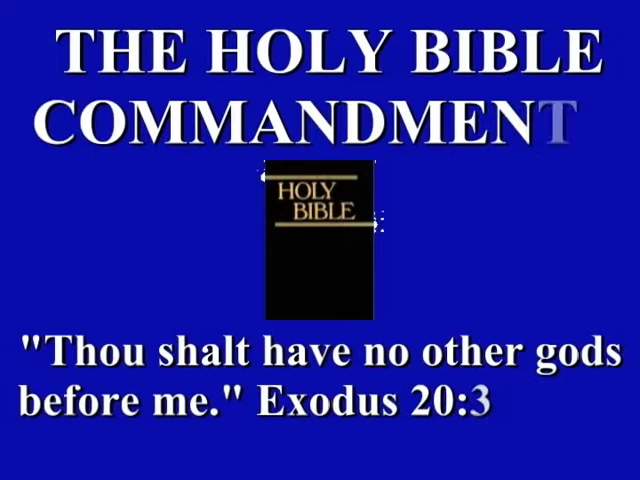 THE HOLY BIBLE
COMMANDMENT
HOLY
BIBLE
"Thou shalt have no other gods
before me." Exodus 20:3